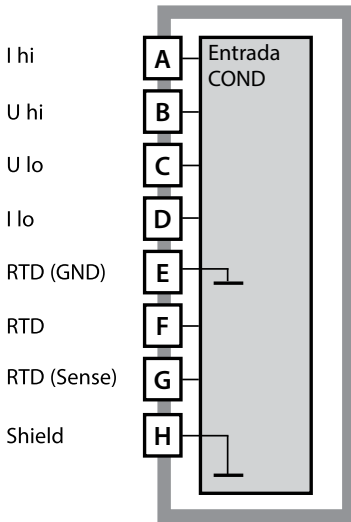 I hi A Entrada
COND
U hi B
U lo C
I lo D
RTD (GND) E
RTD F
RTD (Sense) G
Shield H